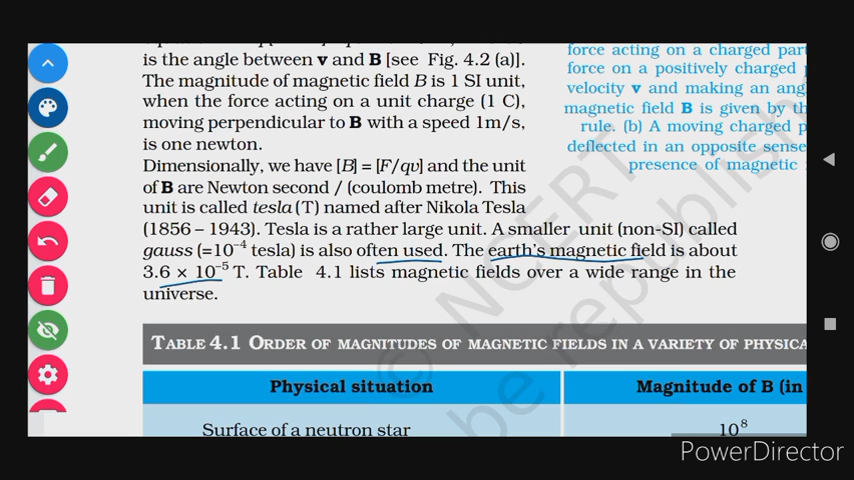 is the angle between v and B [see Fig. 4.2 (a)].
The magnitude of magnetic field B is 1 SI unit,
when the force acting on a unit charge (1 C),
moving perpendicular to B with a speed 1m/s,
is one newton.
Dimensionally, we have [B] = [F/qv] and the unit
of B are Newton second / (coulomb metre). This
unit is called tesla (T) named after Nikola Tesla
(1856 – 1943). Tesla is a rather large unit. A smaller unit (non-SI) called
gauss (=10⁻⁴ tesla) is also often used. The earth's magnetic field is about
3.6 × 10⁻⁵ T. Table 4.1 lists magnetic fields over a wide range in the
universe.
force acting on a charged part
force on a positively charged
velocity v and making an ang
magnetic field B is given by th
rule. (b) A moving charged p
deflected in an opposite sense
presence of magnetic
© NCERT
be republish
TABLE 4.1 ORDER OF MAGNITUDES OF MAGNETIC FIELDS IN A VARIETY OF PHYSICA
Physical situation Magnitude of B (in
Surface of a neutron star 10⁸
PowerDirector